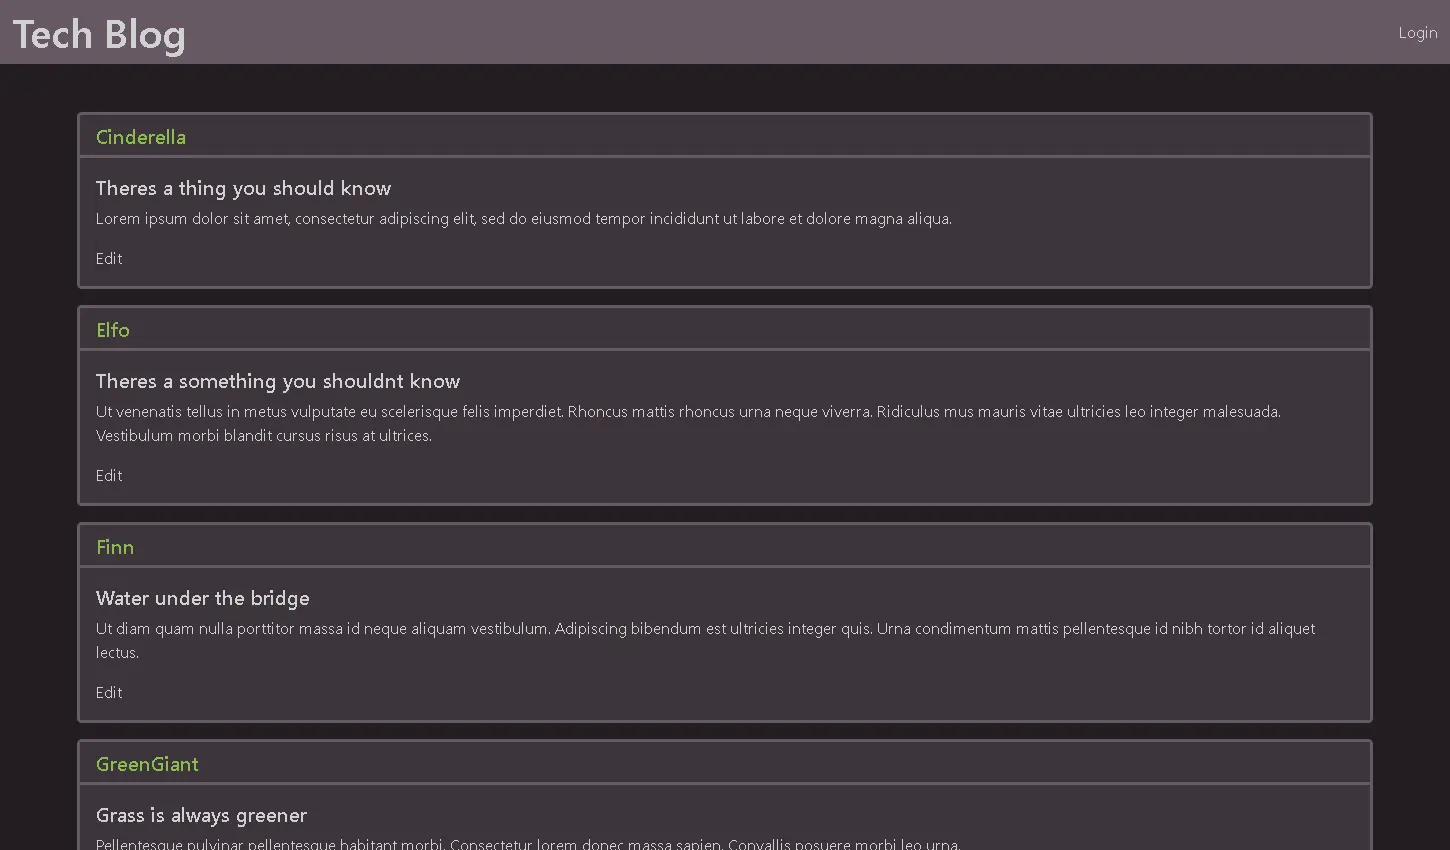 Tech Blog
Login
Cinderella
Theres a thing you should know
Lorem ipsum dolor sit amet, consectetur adipiscing elit, sed do eiusmod tempor incididunt ut labore et dolore magna aliqua.
Edit
Elfo
Theres a something you shouldnt know
Ut venenatis tellus in metus vulputate eu scelerisque felis imperdiet. Rhoncus mattis rhoncus urna neque viverra. Ridiculus mus mauris vitae ultricies leo integer malesuada.
Vestibulum morbi blandit cursus risus at ultrices.
Edit
Finn
Water under the bridge
Ut diam quam nulla porttitor massa id neque aliquam vestibulum. Adipiscing bibendum est ultricies integer quis. Urna condimentum mattis pellentesque id nibh tortor id aliquet
lectus.
Edit
GreenGiant
Grass is always greener
Pellentesque pulvinar pellentesque habitant morbi. Consectetur lorem donec massa sapien. Convallis posuere morbi leo urna.